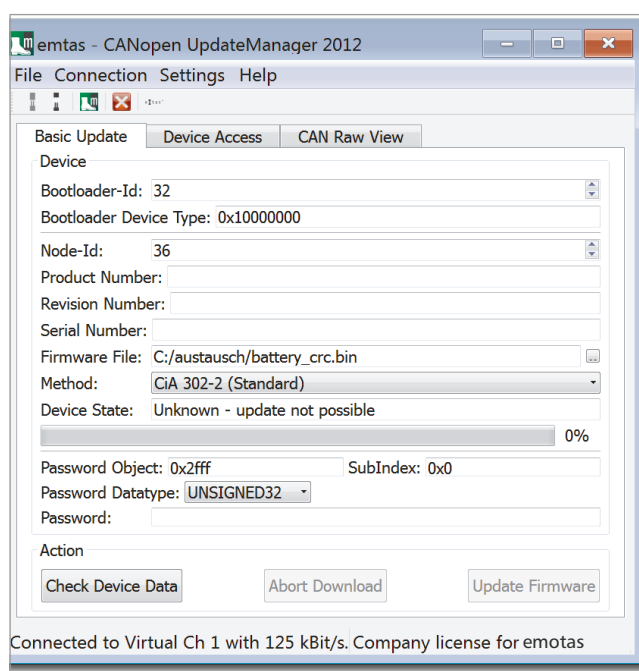 emtas - CANopen UpdateManager 2012
File Connection Settings Help
Basic Update Device Access CAN Raw View
Device
Bootloader-Id: 32
Bootloader Device Type: 0x10000000
Node-Id: 36
Product Number:
Revision Number:
Serial Number:
Firmware File: C:/austausch/battery_crc.bin ...
Method: CiA 302-2 (Standard)
Device State: Unknown - update not possible
0%
Password Object: 0x2fff SubIndex: 0x0
Password Datatype: UNSIGNED32
Password:
Action
Check Device Data Abort Download Update Firmware
Connected to Virtual Ch 1 with 125 kBit/s. Company license for emotas